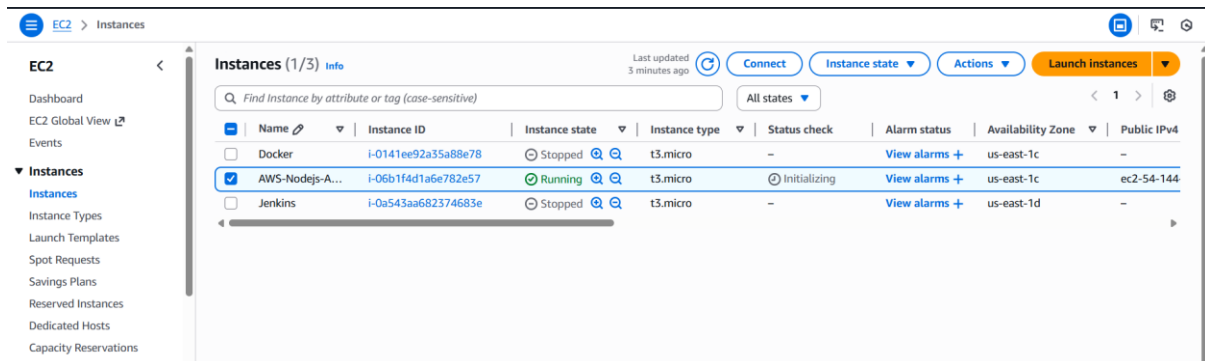 EC2 > Instances
EC2
Dashboard
EC2 Global View
Events
Instances
Instances
Instance Types
Launch Templates
Spot Requests
Savings Plans
Reserved Instances
Dedicated Hosts
Capacity Reservations
Instances (1/3) Info
Last updated
3 minutes ago
Connect
Instance state
Actions
Launch instances
Find Instance by attribute or tag (case-sensitive)
All states
< 1 >
Name Instance ID Instance state Instance type Status check Alarm status Availability Zone Public IPv4
Docker i-0141ee92a35a88e78 Stopped t3.micro – View alarms + us-east-1c –
AWS-Nodejs-A... i-06b1f4d1a6e782e57 Running t3.micro Initializing View alarms + us-east-1c ec2-54-144
Jenkins i-0a543aa682374683e Stopped t3.micro – View alarms + us-east-1d –